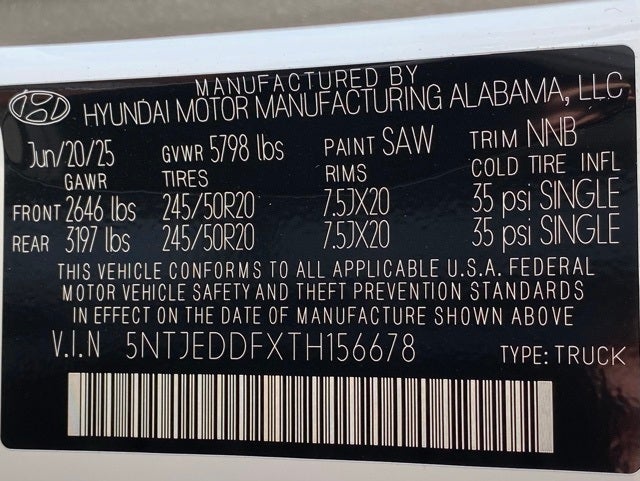 MANUFACTURED BY
HYUNDAI MOTOR MANUFACTURING ALABAMA, LLC
Jun/20/25 GVWR 5798 lbs PAINT SAW TRIM NNB
GAWR TIRES RIMS COLD TIRE INFL
FRONT 2646 lbs 245/50R20 7.5JX20 35 psi SINGLE
REAR 3197 lbs 245/50R20 7.5JX20 35 psi SINGLE
THIS VEHICLE CONFORMS TO ALL APPLICABLE U.S.A. FEDERAL
MOTOR VEHICLE SAFETY AND THEFT PREVENTION STANDARDS
IN EFFECT ON THE DATE OF MANUFACTURE SHOWN ABOVE
V.I.N 5NTJEDDFXTH156678 TYPE: TRUCK